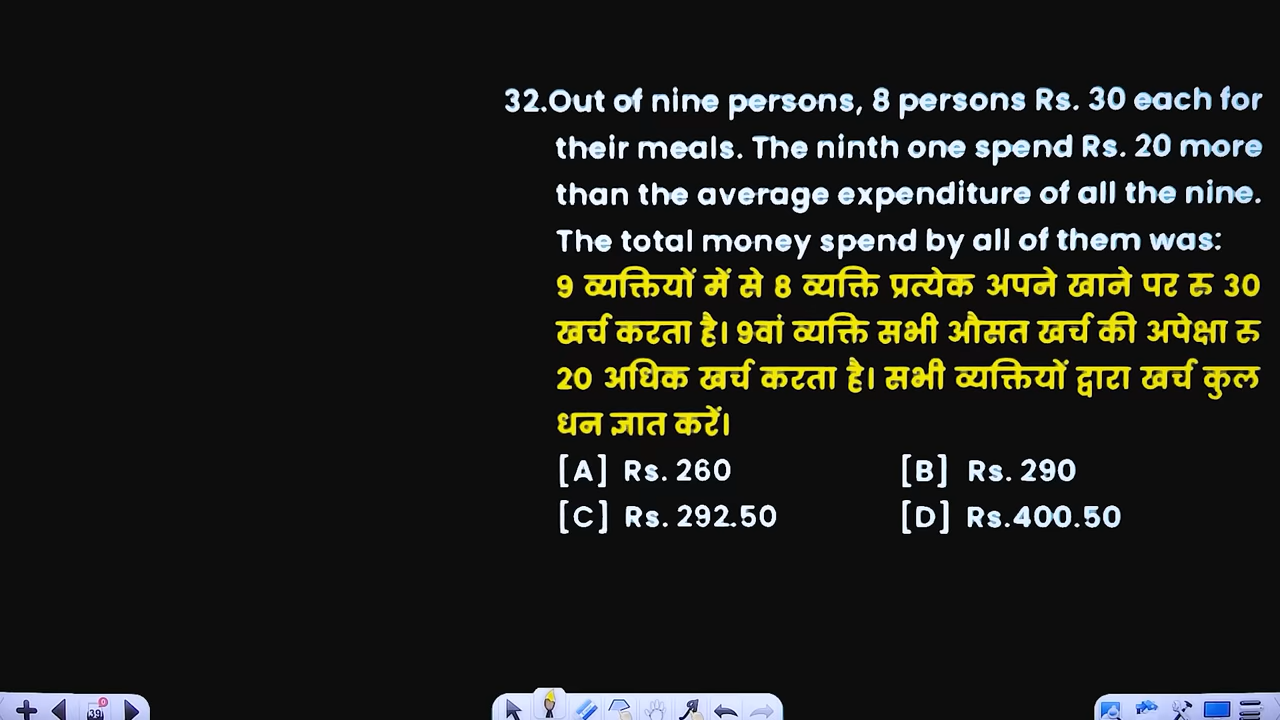 32.Out of nine persons, 8 persons Rs. 30 each for
their meals. The ninth one spend Rs. 20 more
than the average expenditure of all the nine.
The total money spend by all of them was:
9 व्यक्तियों में से 8 व्यक्ति प्रत्येक अपने खाने पर रु 30
खर्च करता है। 9वां व्यक्ति सभी औसत खर्च की अपेक्षा रु
20 अधिक खर्च करता है। सभी व्यक्तियों द्वारा खर्च कुल
धन ज्ञात करें।
[A] Rs. 260 [B] Rs. 290
[C] Rs. 292.50 [D] Rs.400.50
39